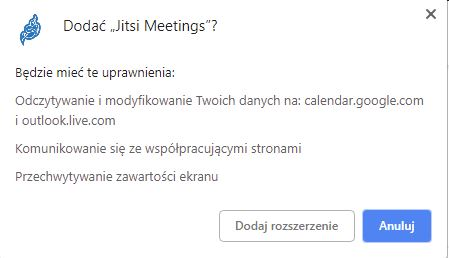 Dodać „Jitsi Meetings”?
Będzie mieć te uprawnienia:
Odczytywanie i modyfikowanie Twoich danych na: calendar.google.com
i outlook.live.com
Komunikowanie się ze współpracującymi stronami
Przechwytywanie zawartości ekranu
Dodaj rozszerzenie
Anuluj